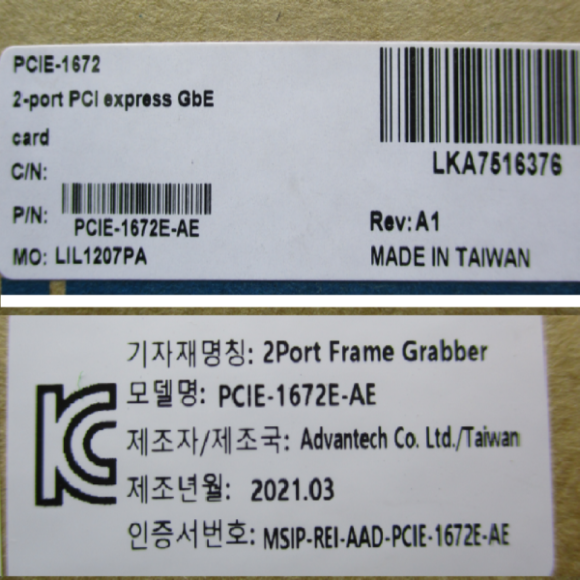 PCIE-1672
2-port PCI express GbE
card
C/N:
P/N:
PCIE-1672E-AE
MO: LIL1207PA
LKA7516376
Rev: A1
MADE IN TAIWAN
기자재명칭: 2Port Frame Grabber
모델명: PCIE-1672E-AE
제조자/제조국: Advantech Co. Ltd./Taiwan
제조년월: 2021.03
인증서번호: MSIP-REI-AAD-PCIE-1672E-AE